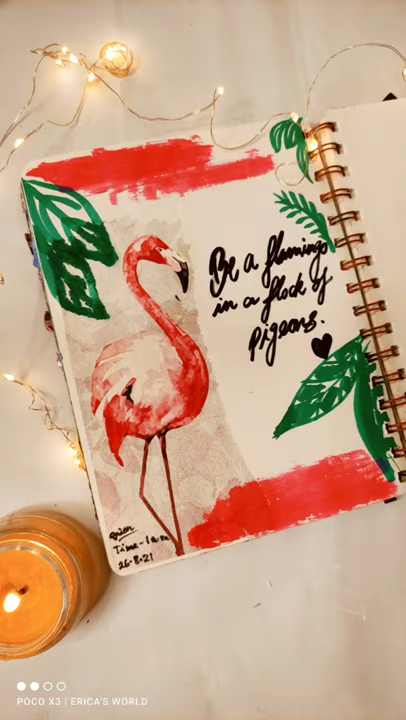 Be a flamingo
in a flock of
pigeons.
Time - 1 a.m
26.8.21
POCO X3 | ERICA'S WORLD